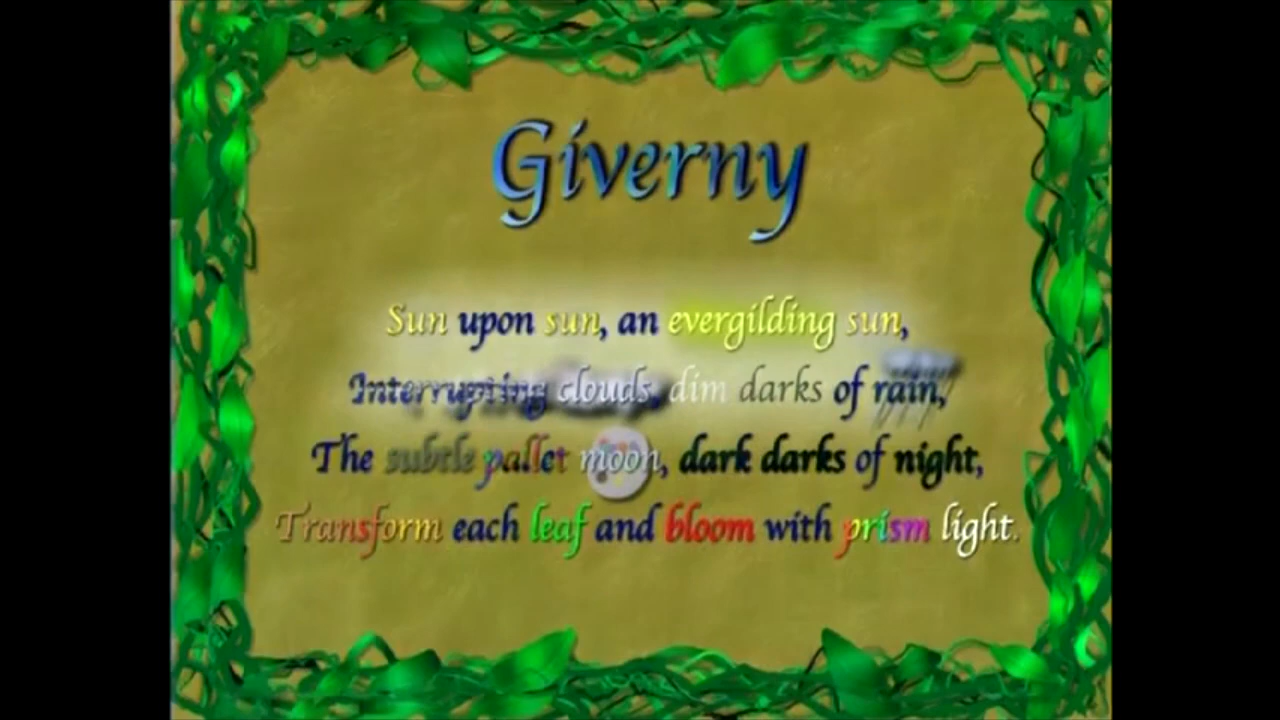 Giverny
Sun upon sun, an evergilding sun,
Interrupting clouds, dim darks of rain,
The subtle pallet moon, dark darks of night,
Transform each leaf and bloom with prism light.